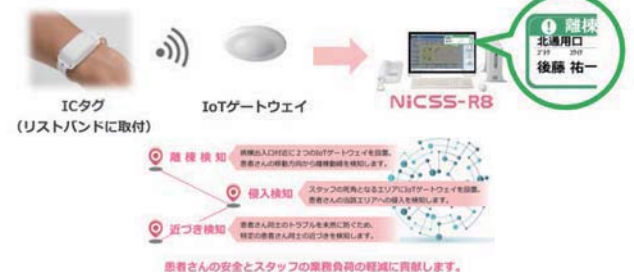 離棟
北通用口
後藤 祐一
NiCSS-R8
ICタグ
(リストバンドに取付)
IoTゲートウェイ
離棟検知
病棟出入口付近に2つのIoTゲートウェイを設置。
患者さんの移動方向から離棟動線を検知します。
侵入検知
スタッフの死角となるエリアにIoTゲートウェイを設置。
患者さんの当該エリアへの侵入を検知します。
近づき検知
患者さん同士のトラブルを未然に防ぐため、
特定の患者さん同士の近づきを検知します。
患者さんの安全とスタッフの業務負荷の軽減に貢献します。